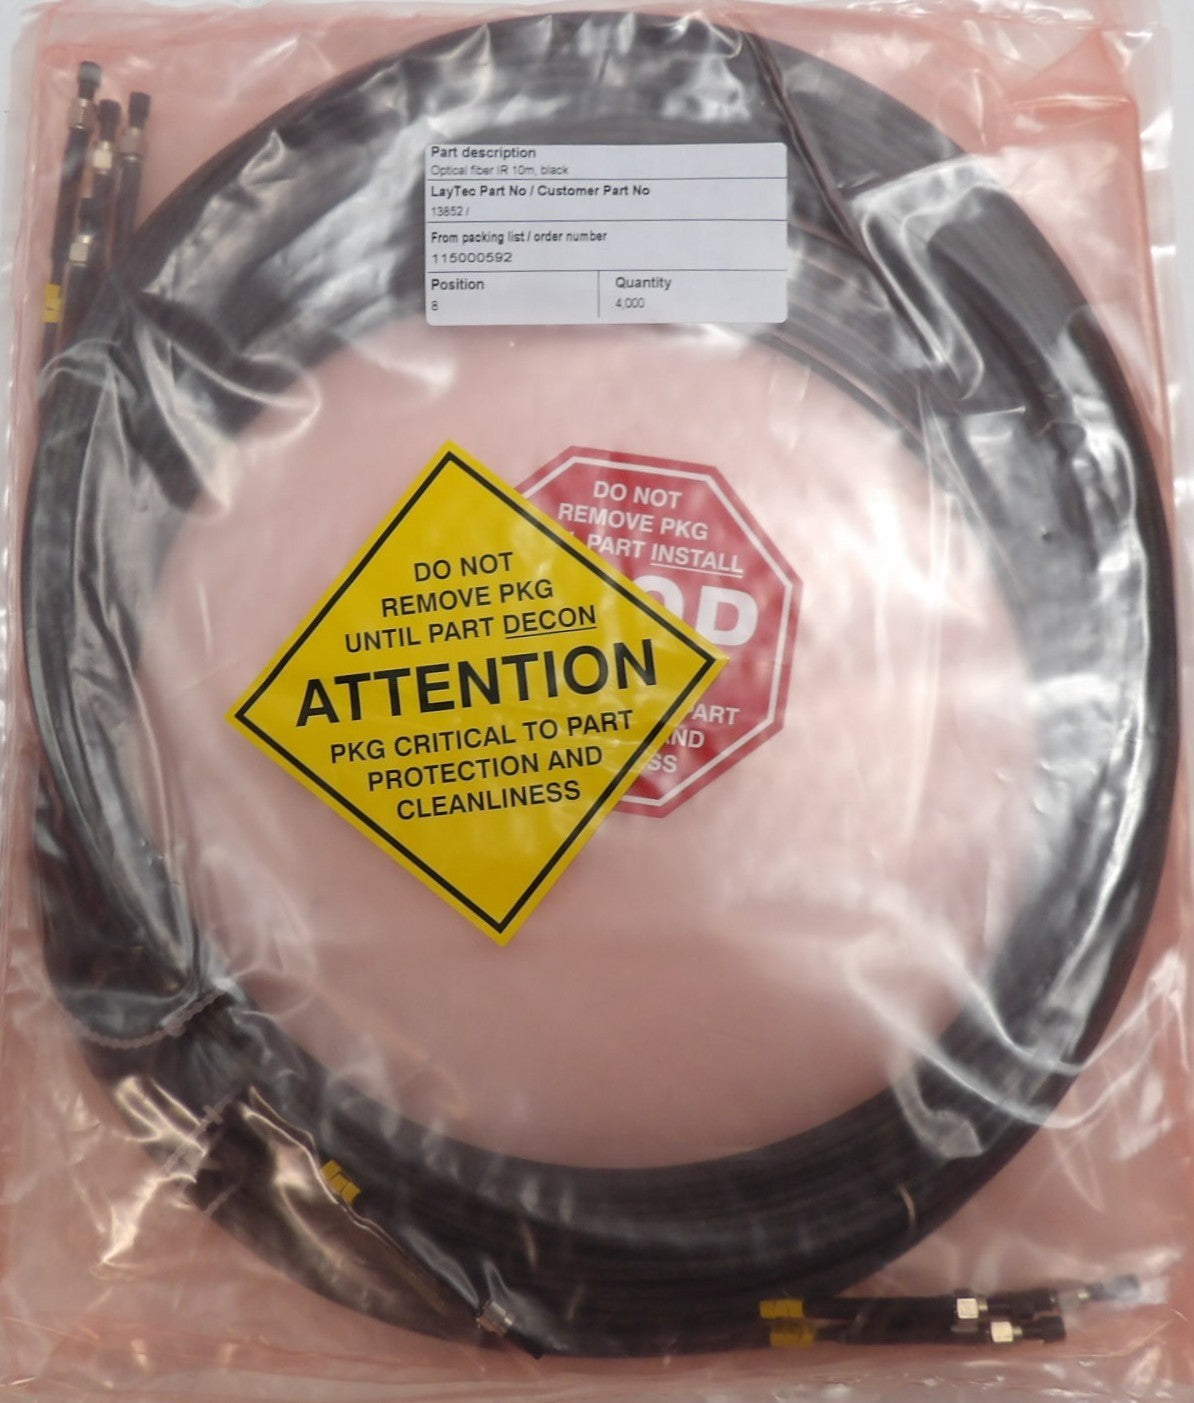 Part description
Optical fiber IR 10m, black
LayTec Part No / Customer Part No
13852 /
From packing list / order number
115000592
Position
Quantity
8
4,000
DO NOT
REMOVE PKG
PART INSTALL
DO NOT
REMOVE PKG
UNTIL PART DECON
ATTENTION
PKG CRITICAL TO PART
PROTECTION AND
CLEANLINESS